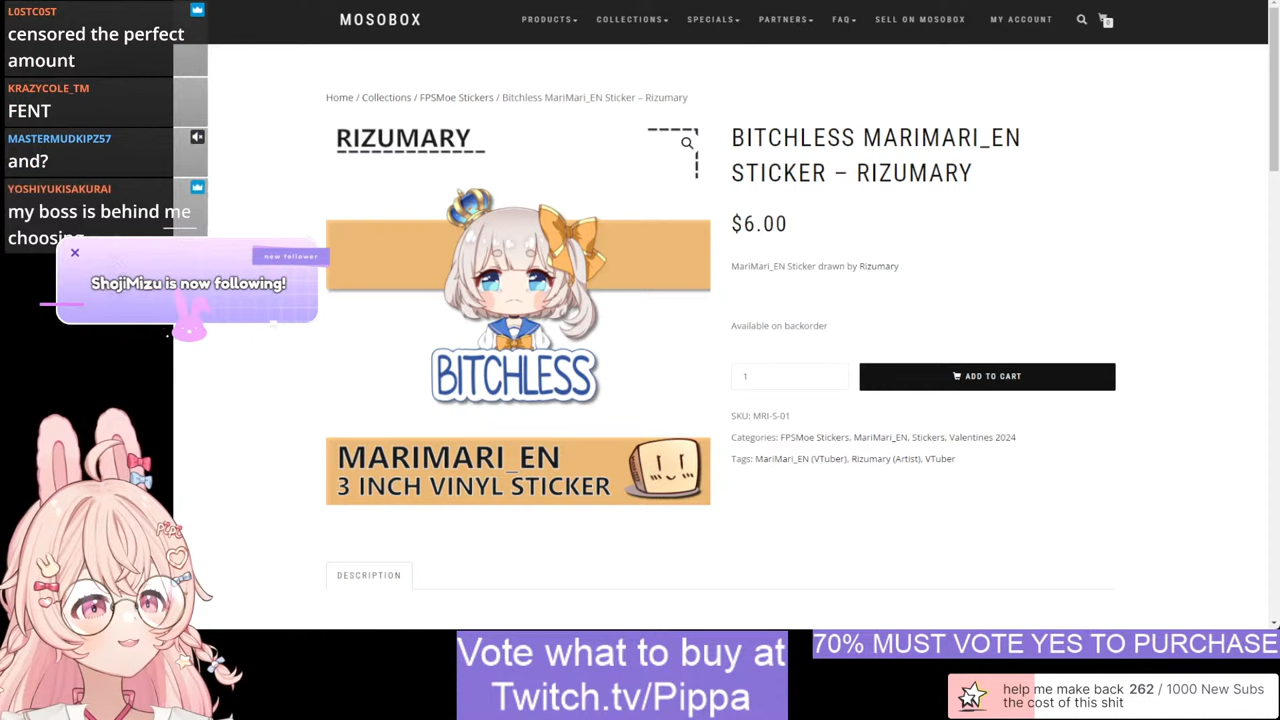 L0STC0ST
censored the perfect
amount
KRAZYCOLE_TM
FENT
MASTERMUDKIPZ57
and?
YOSHIYUKISAKURAI
my boss is behind me
choosing
new follower
ShojiMizu is now following!
MOSOBOX
PRODUCTS
COLLECTIONS
SPECIALS
PARTNERS
FAQ
SELL ON MOSOBOX
MY ACCOUNT
0
Home / Collections / FPSMoe Stickers / Bitchless MariMari_EN Sticker – Rizumary
RIZUMARY
BITCHLESS
MARIMARI_EN
3 INCH VINYL STICKER
BITCHLESS MARIMARI_EN
STICKER – RIZUMARY
$6.00
MariMari_EN Sticker drawn by Rizumary
Available on backorder
1
ADD TO CART
SKU: MRI-S-01
Categories: FPSMoe Stickers, MariMari_EN, Stickers, Valentines 2024
Tags: MariMari_EN (VTuber), Rizumary (Artist), VTuber
DESCRIPTION
PiPi
Vote what to buy at
Twitch.tv/Pippa
70% MUST VOTE YES TO PURCHASE
help me make back 262 / 1000 New Subs
the cost of this shit